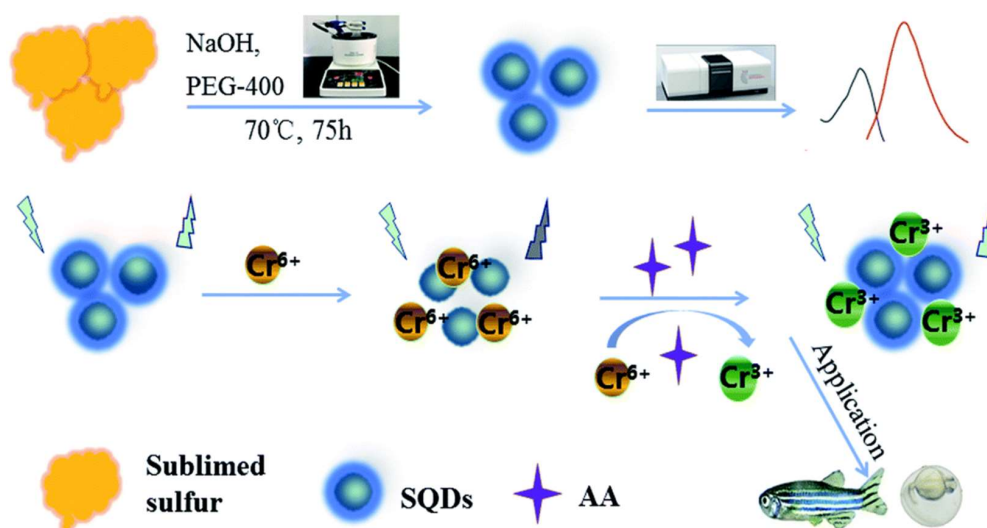 NaOH,
PEG-400
70℃, 75h
Cr6+
Cr6+
Cr6+
Cr6+
Cr6+
Cr3+
Cr3+
Cr3+
Cr3+
Application
Sublimed
sulfur
SQDs
AA